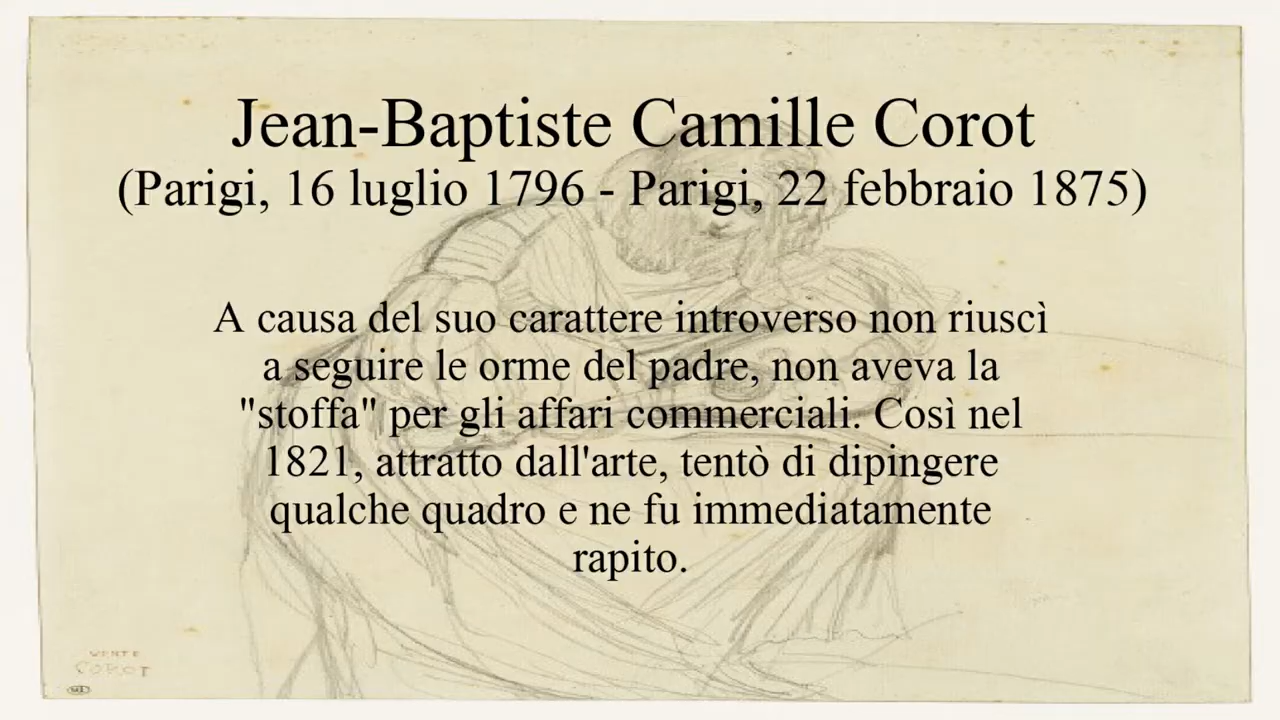 Jean-Baptiste Camille Corot
(Parigi, 16 luglio 1796 - Parigi, 22 febbraio 1875)
A causa del suo carattere introverso non riuscì
a seguire le orme del padre, non aveva la
"stoffa" per gli affari commerciali. Così nel
1821, attratto dall'arte, tentò di dipingere
qualche quadro e ne fu immediatamente
rapito.
VENTE
COROT